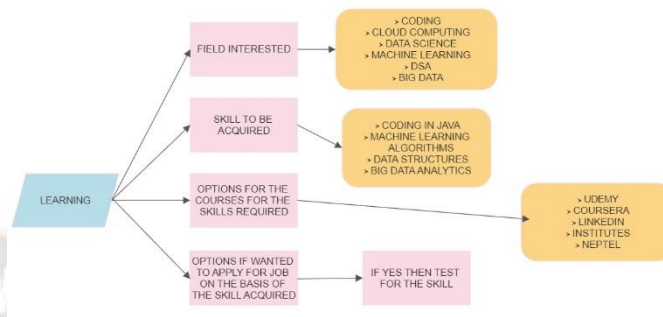 FIELD INTERESTED
➢ CODING
➢ CLOUD COMPUTING
➢ DATA SCIENCE
➢ MACHINE LEARNING
➢ DSA
➢ BIG DATA
SKILL TO BE
ACQUIRED
➢ CODING IN JAVA
➢ MACHINE LEARNING
ALGORITHMS
➢ DATA STRUCTURES
➢ BIG DATA ANALYTICS
LEARNING
OPTIONS FOR THE
COURSES FOR THE
SKILLS REQUIRED
➢ UDEMY
➢ COURSERA
➢ LINKEDIN
➢ INSTITUTES
➢ NEPTEL
OPTIONS IF WANTED
TO APPLY FOR JOB
ON THE BASIS OF
THE SKILL ACQUIRED
IF YES THEN TEST
FOR THE SKILL